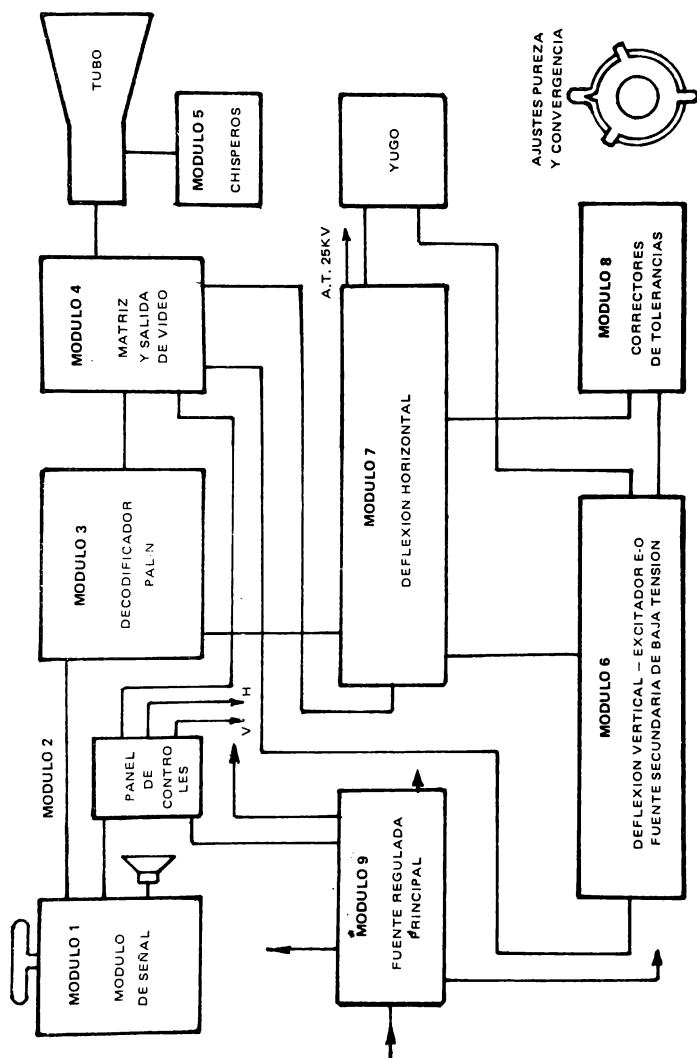 MODULO 1
MODULO
DE SEÑAL
MODULO 2
PANEL
DE
CONTRO
LES
V
H
MODULO 3
DECODIFICADOR
PAL-N
MODULO 4
MATRIZ
Y SALIDA
DE VIDEO
TUBO
MODULO 5
CHISPEROS
MODULO 9
FUENTE REGULADA
PRINCIPAL
MODULO 7
DEFLEXION HORIZONTAL
A.T. 25KV
YUGO
MODULO 6
DEFLEXION VERTICAL – EXCITADOR E-O
FUENTE SECUNDARIA DE BAJA TENSION
MODULO 8
CORRECTORES
DE TOLERANCIAS
AJUSTES PUREZA
Y CONVERGENCIA